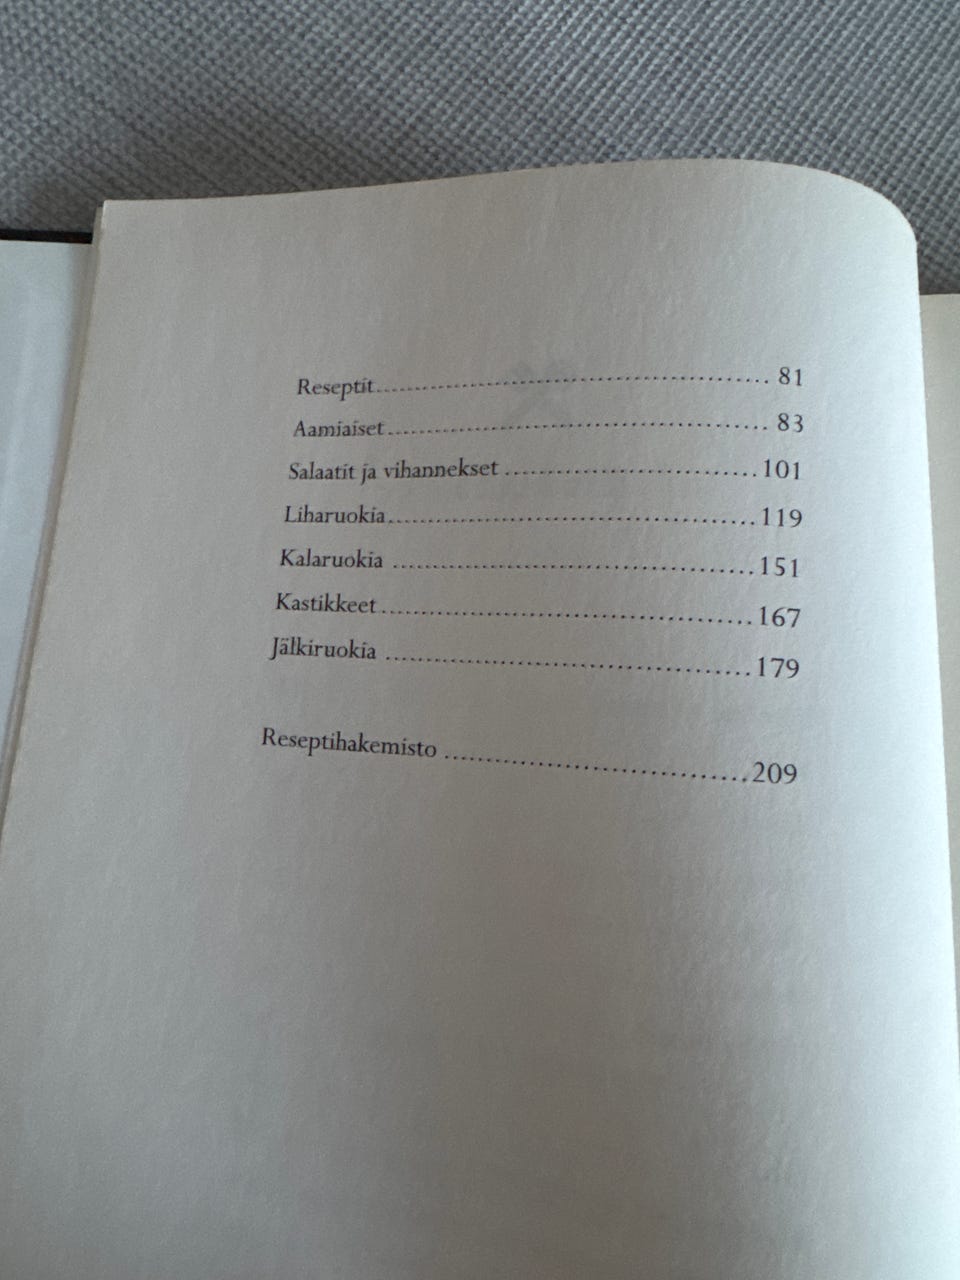 Reseptit.......................................................... 81
Aamiaiset......................................................... 83
Salaatit ja vihannekset ......................................101
Liharuokia........................................................119
Kalaruokia .......................................................151
Kastikkeet........................................................167
Jälkiruokia .......................................................179
Reseptihakemisto ..............................................209